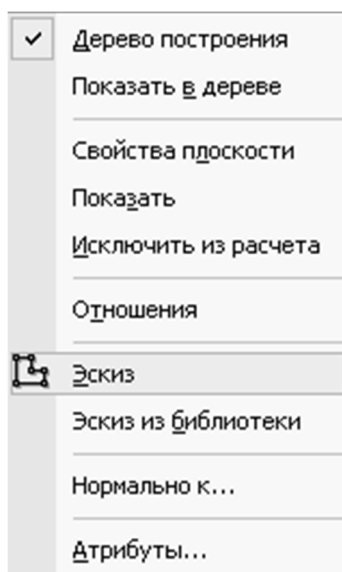 Дерево построения
Показать в дереве
Свойства плоскости
Показать
Исключить из расчета
Отношения
Эскиз
Эскиз из библиотеки
Нормально к...
Атрибуты...